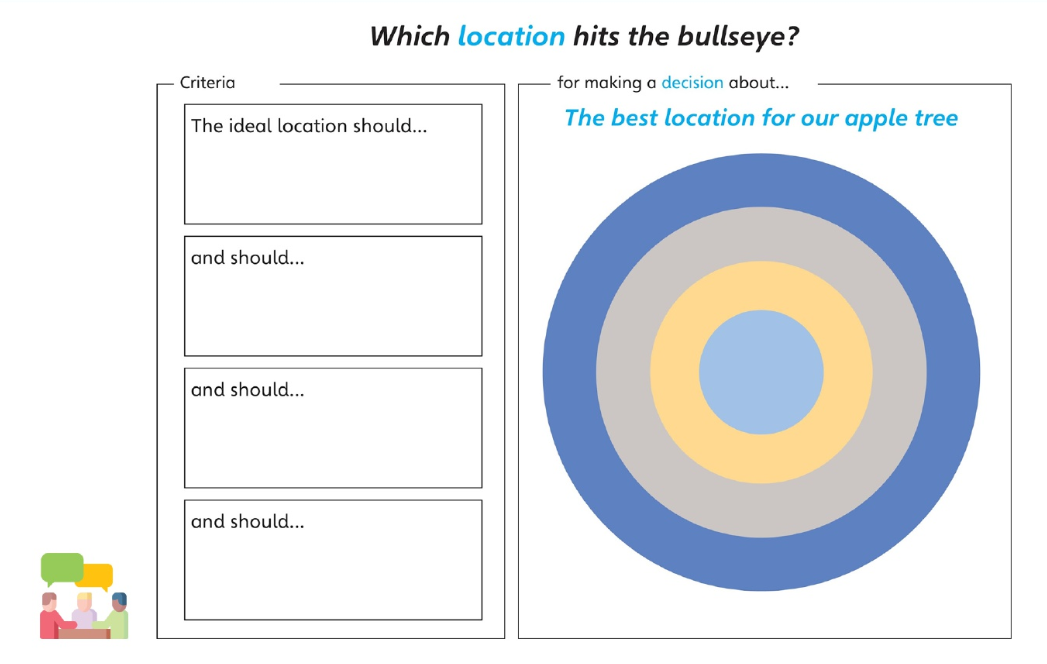 Which location hits the bullseye?
Criteria
The ideal location should...
and should...
and should...
and should...
for making a decision about...
The best location for our apple tree